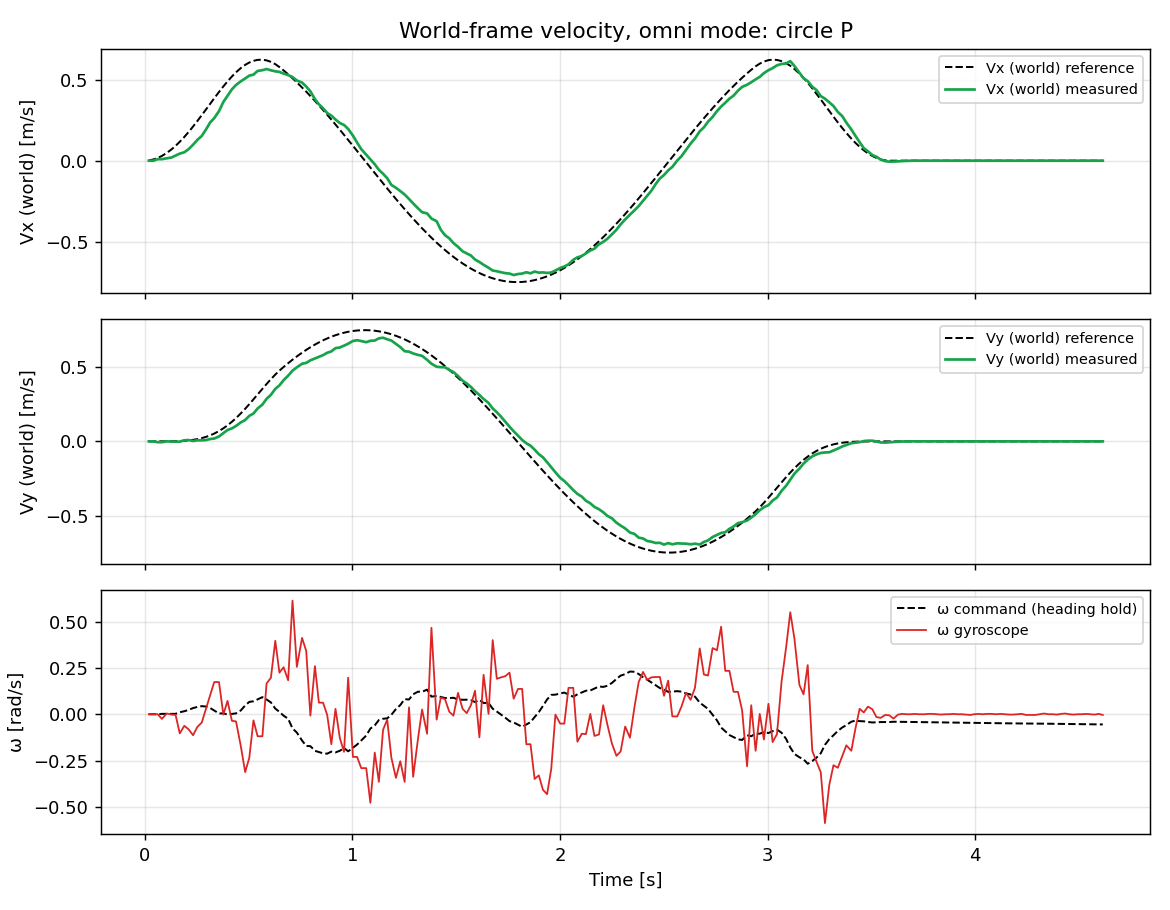 World-frame velocity, omni mode: circle P
Vx (world) [m/s]
0.5
0.0
−0.5
Vx (world) reference
Vx (world) measured
Vy (world) [m/s]
0.5
0.0
−0.5
Vy (world) reference
Vy (world) measured
ω [rad/s]
0.50
0.25
0.00
−0.25
−0.50
ω command (heading hold)
ω gyroscope
0 1 2 3 4
Time [s]